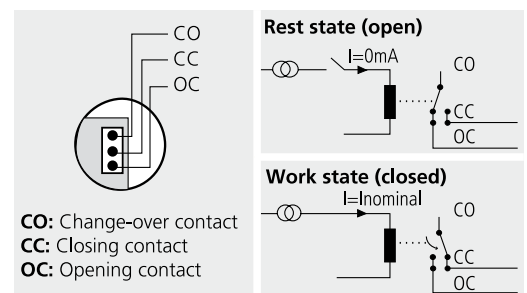 CO
CC
OC
CO: Change-over contact
CC: Closing contact
OC: Opening contact
Rest state (open)
I=0mA
CO
CC
OC
Work state (closed)
I=Inominal
CO
CC
OC